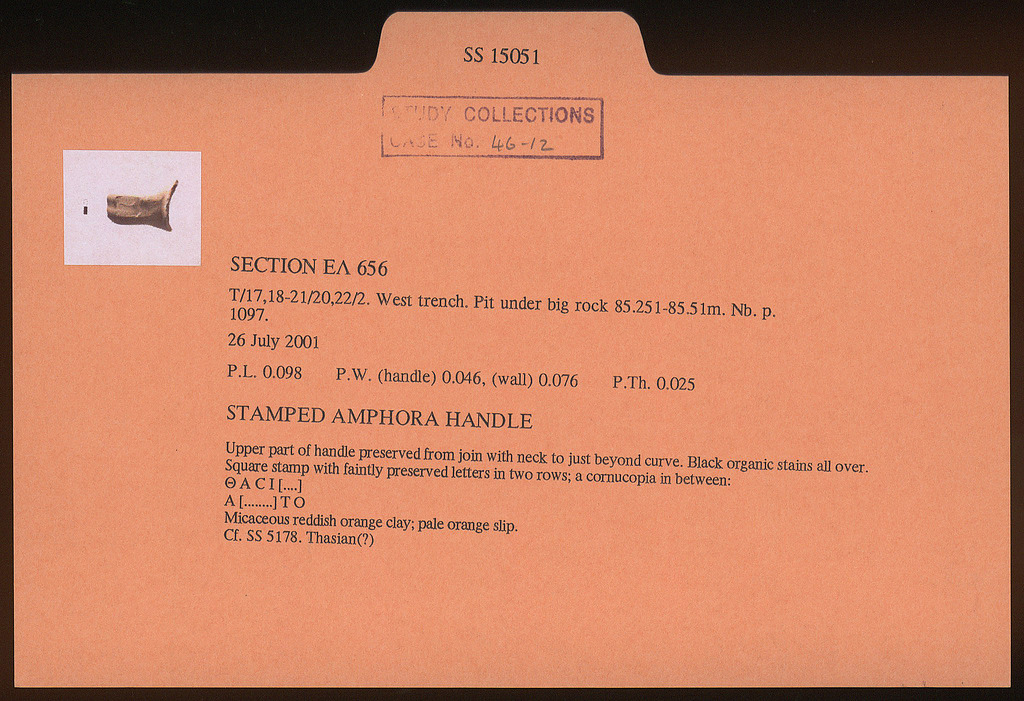 SS 15051
STUDY COLLECTIONS
CASE No. 46-12
SECTION ΕΛ 656
T/17,18-21/20,22/2. West trench. Pit under big rock 85.251-85.51m. Nb. p.
1097.
26 July 2001
P.L. 0.098 P.W. (handle) 0.046, (wall) 0.076 P.Th. 0.025
STAMPED AMPHORA HANDLE
Upper part of handle preserved from join with neck to just beyond curve. Black organic stains all over.
Square stamp with faintly preserved letters in two rows; a cornucopia in between:
Θ Α C Ι [....]
Α [........] Τ Ο
Micaceous reddish orange clay; pale orange slip.
Cf. SS 5178. Thasian(?)